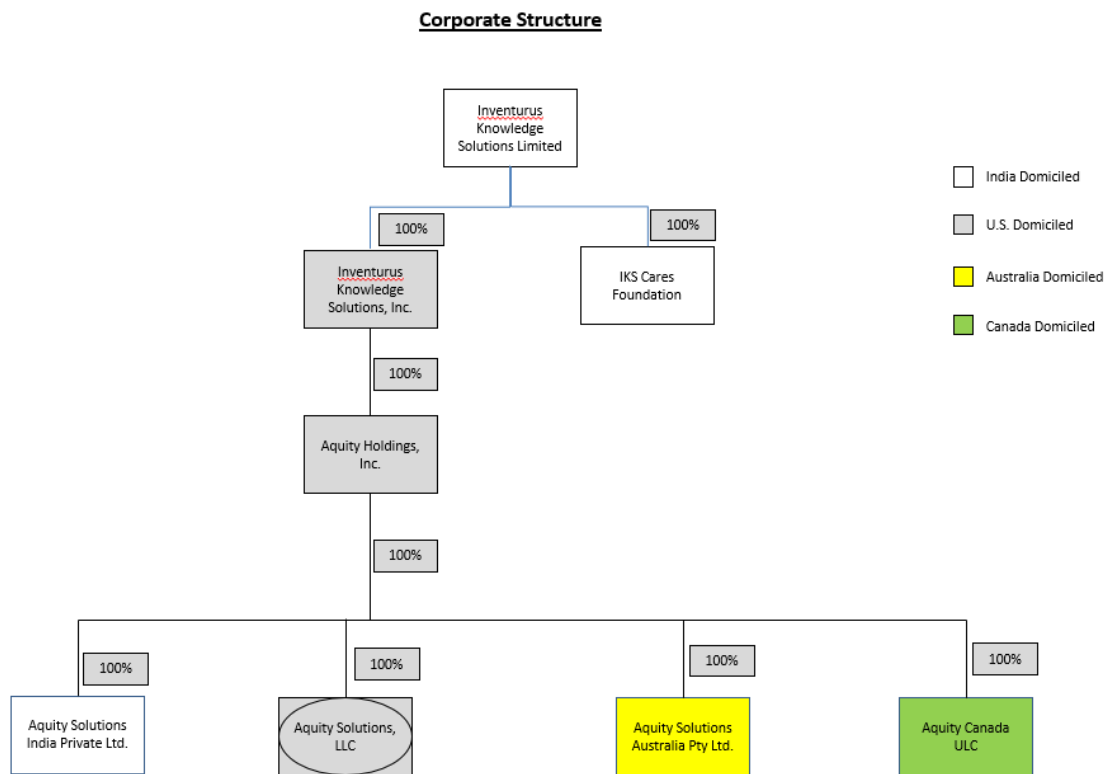 Corporate Structure
Inventurus
Knowledge
Solutions Limited
India Domiciled
U.S. Domiciled
Australia Domiciled
Canada Domiciled
100%
100%
Inventurus
Knowledge
Solutions, Inc.
IKS Cares
Foundation
100%
Aquity Holdings,
Inc.
100%
100%
100%
100%
100%
Aquity Solutions
India Private Ltd.
Aquity Solutions,
LLC
Aquity Solutions
Australia Pty Ltd.
Aquity Canada
ULC